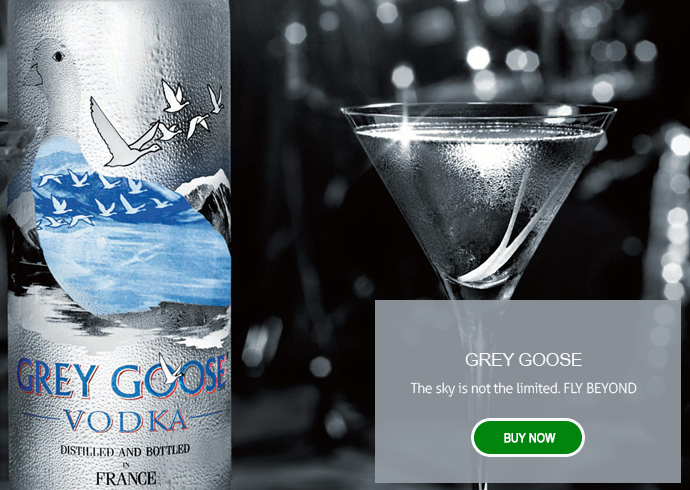 GREY GOOSE
VODKA
DISTILLED AND BOTTLED
IN
FRANCE
GREY GOOSE
The sky is not the limited. FLY BEYOND
BUY NOW